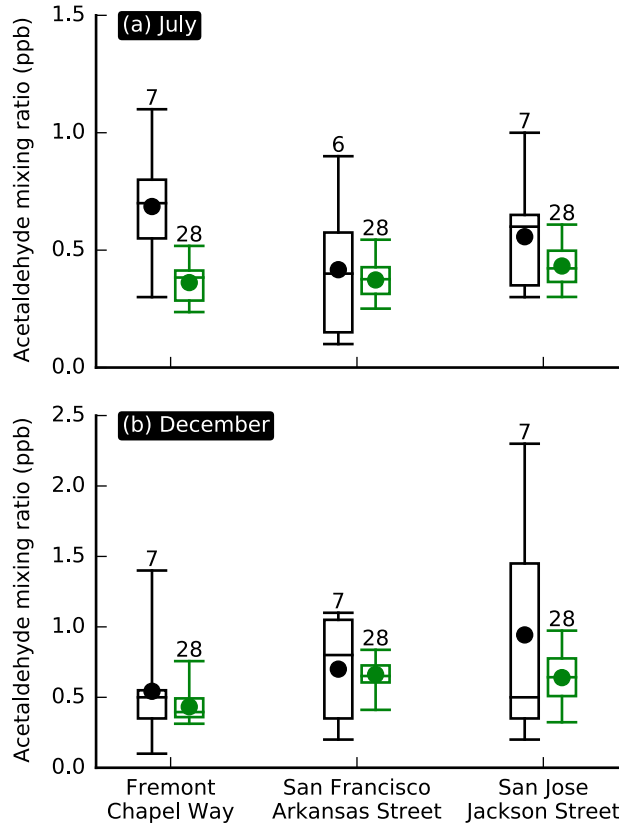 (a) July
Acetaldehyde mixing ratio (ppb)
1.5
1.0
0.5
0.0
7
28
6
28
7
28
(b) December
Acetaldehyde mixing ratio (ppb)
2.5
2.0
1.5
1.0
0.5
0.0
7
28
7
28
7
28
Fremont
Chapel Way
San Francisco
Arkansas Street
San Jose
Jackson Street